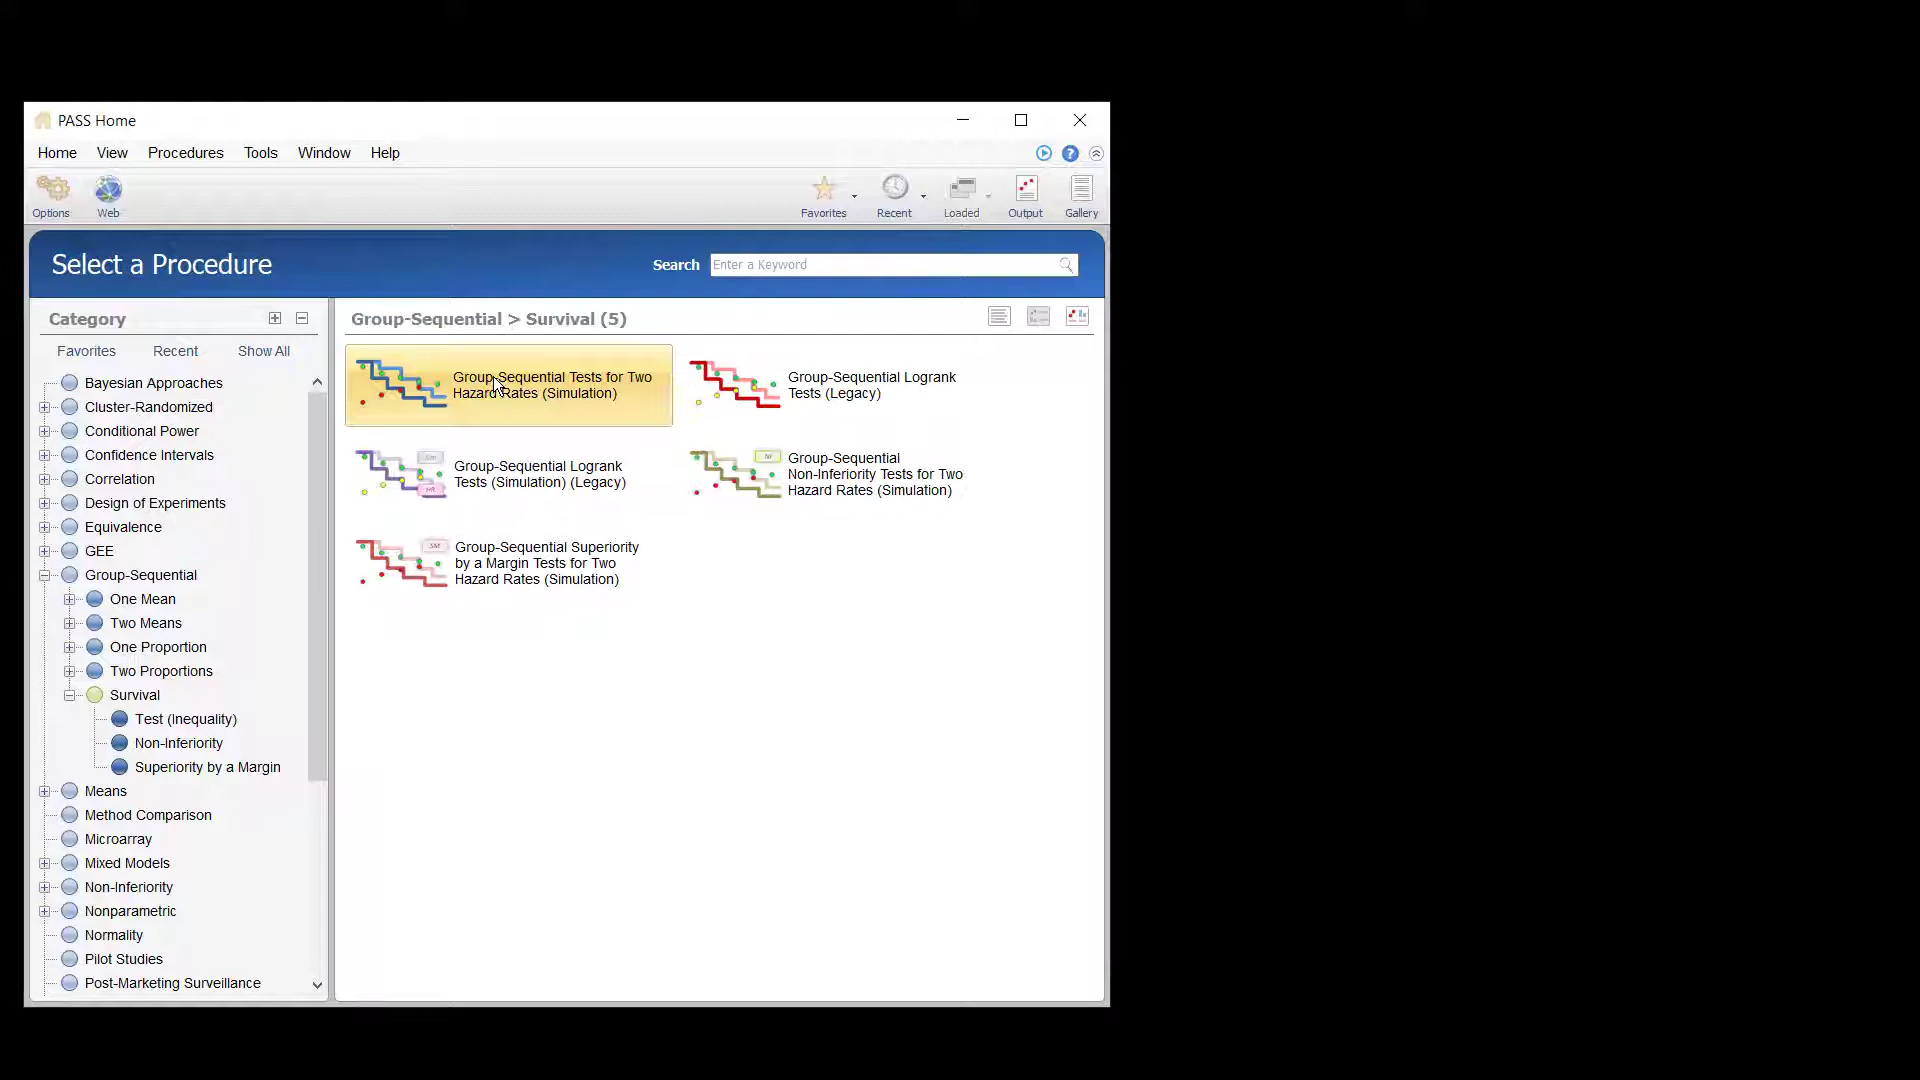 PASS Home
Home View Procedures Tools Window Help
?
Options Web Favorites Recent Loaded Output Gallery
Select a Procedure
Search Enter a Keyword
Category
Favorites Recent Show All
Bayesian Approaches
Cluster-Randomized
Conditional Power
Confidence Intervals
Correlation
Design of Experiments
Equivalence
GEE
Group-Sequential
One Mean
Two Means
One Proportion
Two Proportions
Survival
Test (Inequality)
Non-Inferiority
Superiority by a Margin
Means
Method Comparison
Microarray
Mixed Models
Non-Inferiority
Nonparametric
Normality
Pilot Studies
Post-Marketing Surveillance
Group-Sequential > Survival (5)
Group-Sequential Tests for Two
Hazard Rates (Simulation)
Group-Sequential Logrank
Tests (Legacy)
Sim
HR
Group-Sequential Logrank
Tests (Simulation) (Legacy)
NI
Group-Sequential
Non-Inferiority Tests for Two
Hazard Rates (Simulation)
SM
Group-Sequential Superiority
by a Margin Tests for Two
Hazard Rates (Simulation)